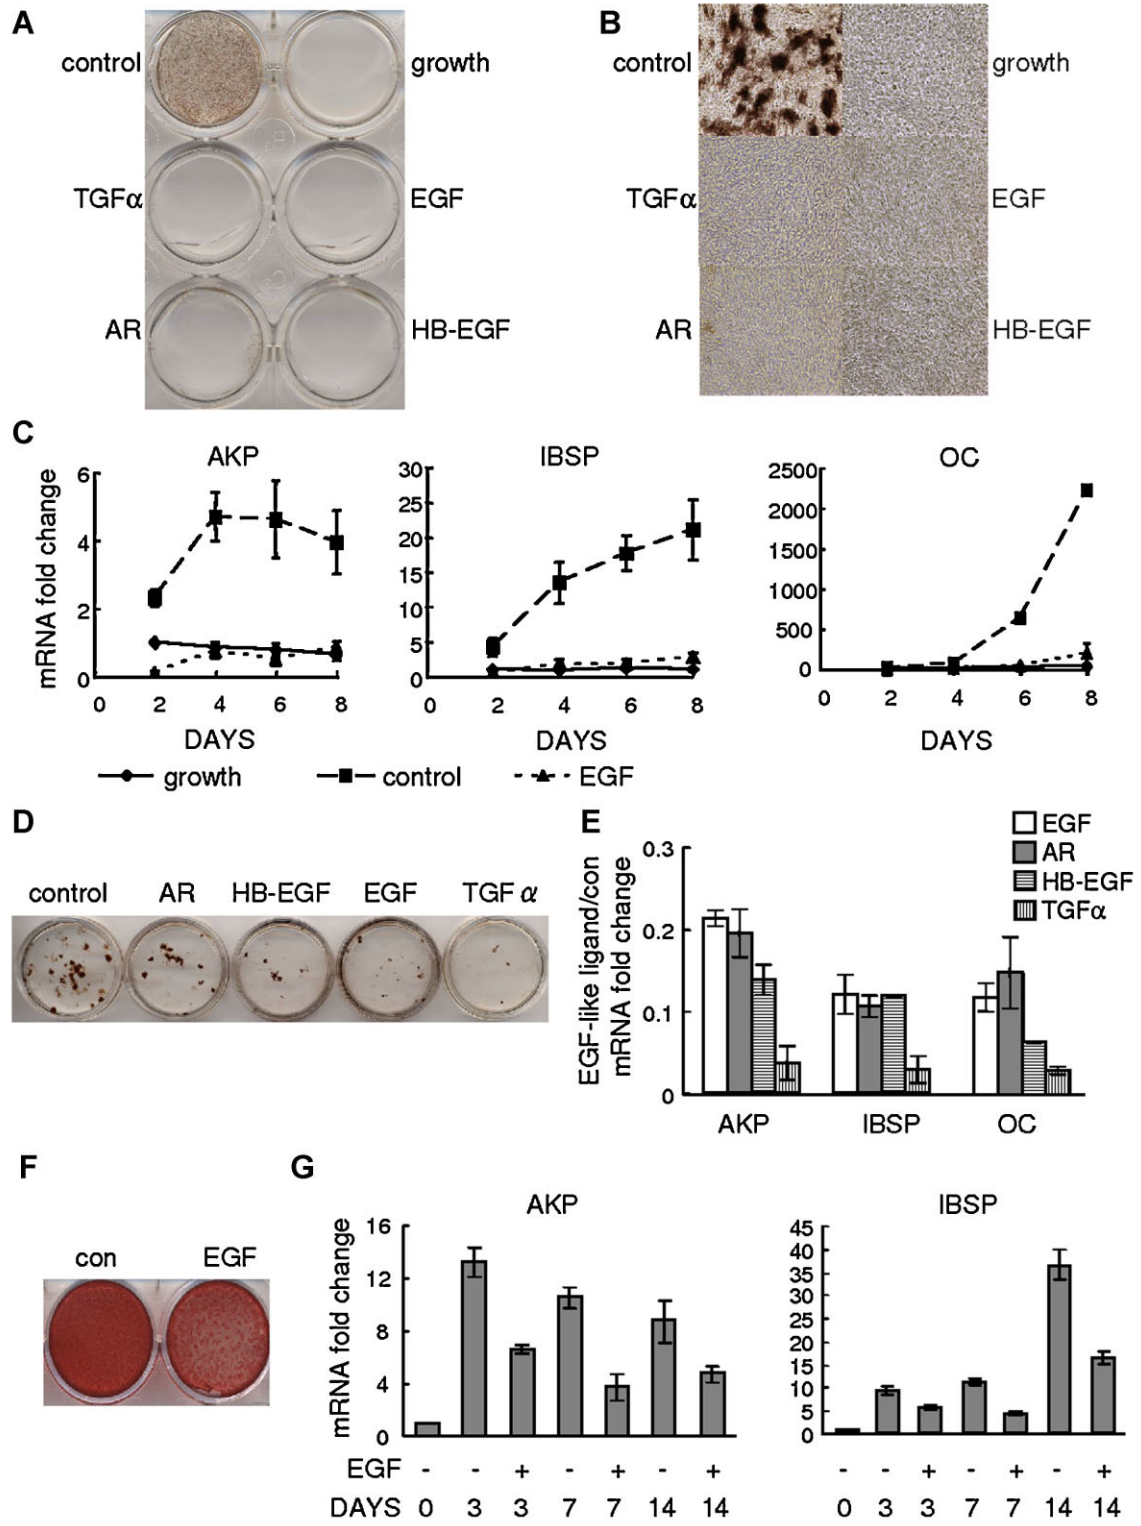 A
control growth
TGFα EGF
AR HB-EGF
B
control growth
TGFα EGF
AR HB-EGF
C
AKP
mRNA fold change
6
4
2
0
0 2 4 6 8
DAYS
IBSP
30
25
20
15
10
5
0
0 2 4 6 8
DAYS
OC
2500
2000
1500
1000
500
0
0 2 4 6 8
DAYS
growth control EGF
D
control AR HB-EGF EGF TGF α
E
EGF
AR
HB-EGF
TGFα
EGF-like ligand/con
mRNA fold change
0.3
0.2
0.1
0
AKP IBSP OC
F
con EGF
G
AKP
mRNA fold change
16
12
8
4
0
EGF - - + - + - +
DAYS 0 3 3 7 7 14 14
IBSP
45
40
35
30
25
20
15
10
5
0
- - + - + - +
0 3 3 7 7 14 14